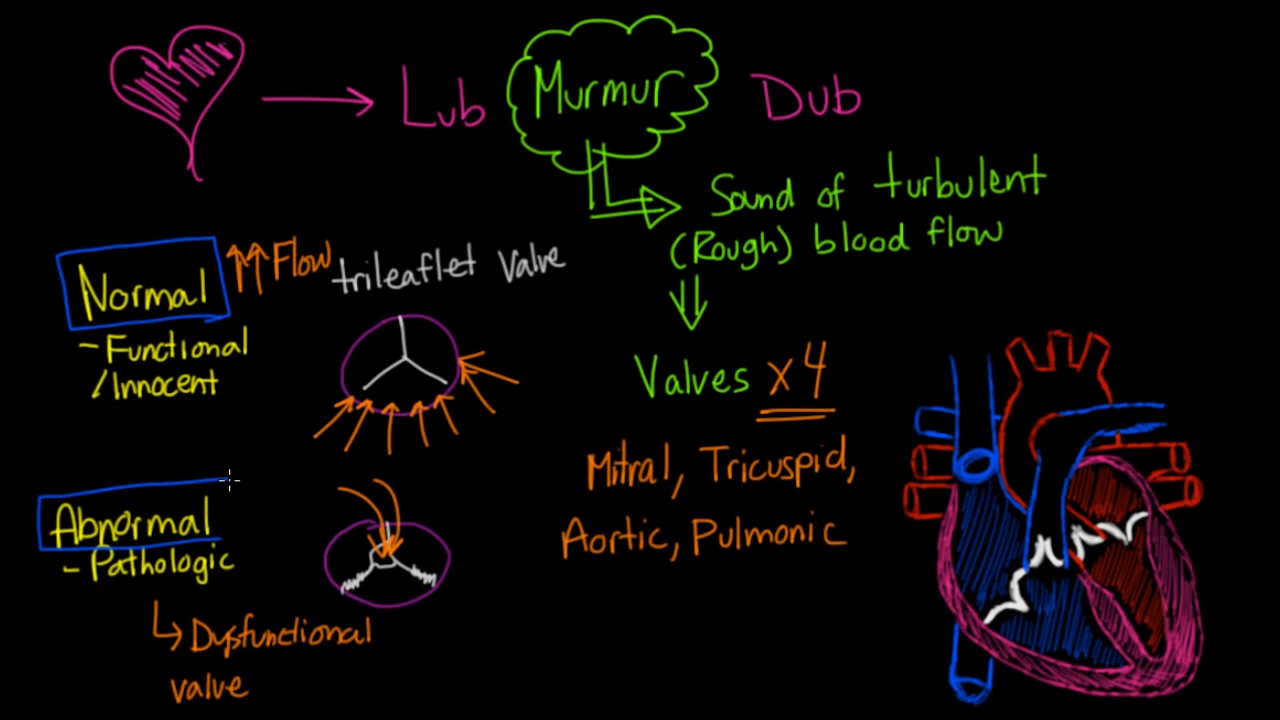 Lub Murmur Dub
Sound of turbulent
(Rough) blood flow
Normal
↑↑Flow
trileaflet valve
- Functional
/Innocent
Valves x4
Mitral, Tricuspid,
Aortic, Pulmonic
Abnormal
- Pathologic
Dysfunctional
valve